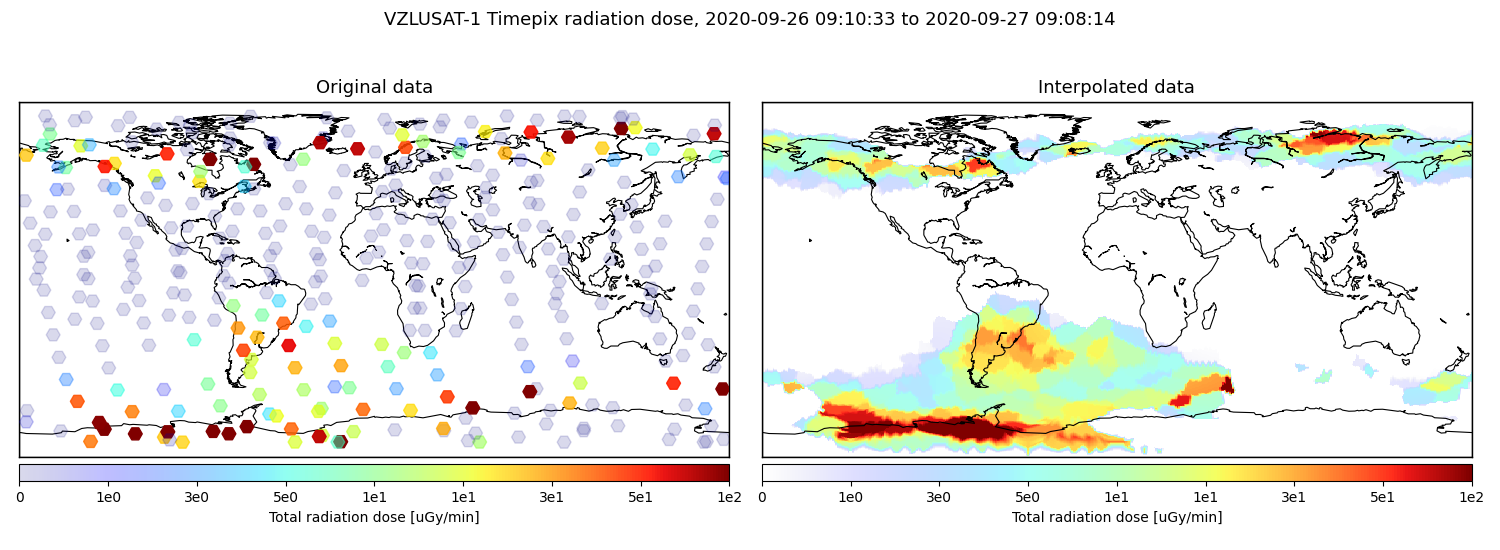 VZLUSAT-1 Timepix radiation dose, 2020-09-26 09:10:33 to 2020-09-27 09:08:14
Original data
Interpolated data
0 1e0 3e0 5e0 1e1 1e1 3e1 5e1 1e2
Total radiation dose [uGy/min]
0 1e0 3e0 5e0 1e1 1e1 3e1 5e1 1e2
Total radiation dose [uGy/min]